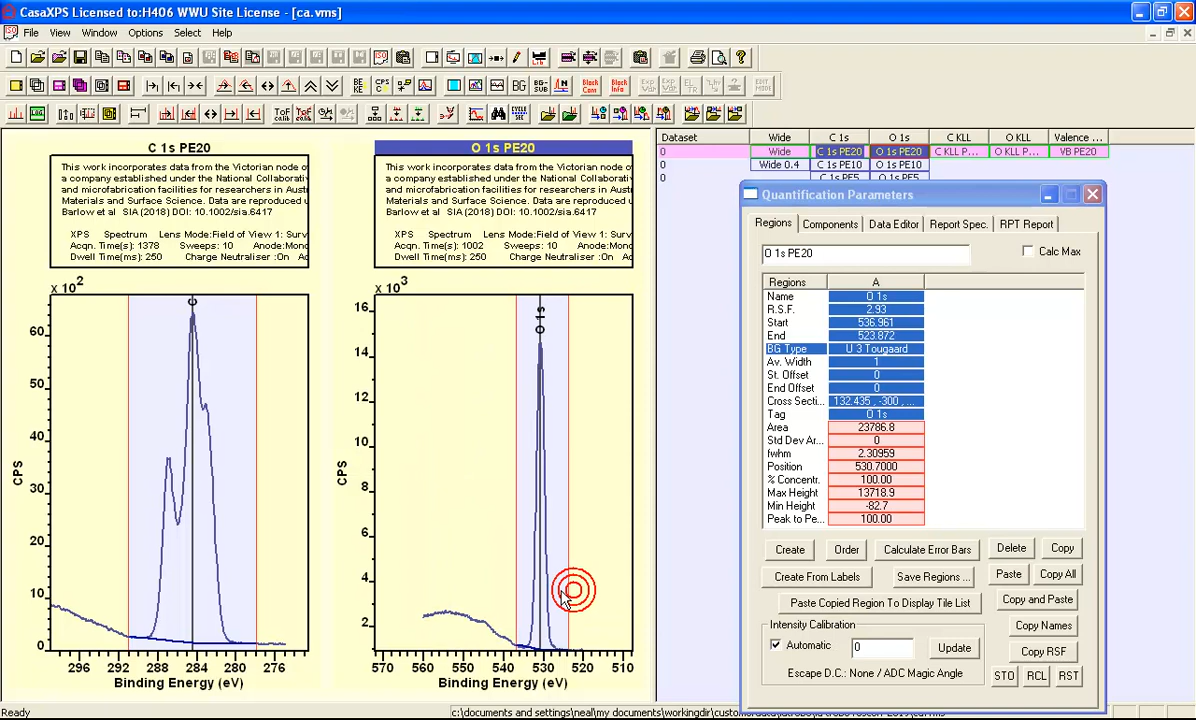 CasaXPS Licensed to:H406 WWU Site License - [ca.vms]
File View Window Options Select Help
C 1s PE20
This work incorporates data from the Victorian node o
a company established under the National Collaborativ
and microfabrication facilities for researchers in Austr
Materials and Surface Science. Data are reproduced u
Barlow et al SIA (2018) DOI: 10.1002/sia.6417
XPS Spectrum Lens Mode:Field of View 1: Surv
Acqn. Time(s): 1378 Sweeps: 10 Anode:Mono
Dwell Time(ms): 250 Charge Neutraliser :On A
x 10²
C
60
50
40
30
20
10
0
CPS
296 292 288 284 280 276
Binding Energy (eV)
O 1s PE20
This work incorporates data from the Victorian node
a company established under the National Collaborati
and microfabrication facilities for researchers in Aust
Materials and Surface Science. Data are reproduced
Barlow et al SIA (2018) DOI: 10.1002/sia.6417
XPS Spectrum Lens Mode:Field of View 1: Surv
Acqn. Time(s): 1002 Sweeps: 10 Anode:Mono
Dwell Time(ms): 250 Charge Neutraliser :On Ap
x 10³
O 1s
16
14
12
10
8
6
4
2
CPS
570 560 550 540 530 520 510
Binding Energy (eV)
Dataset Wide C 1s O 1s C KLL O KLL Valence ...
0 Wide C 1s PE20 O 1s PE20 C KLL P... O KLL P... VB PE20
0 Wide 0.4 C 1s PE10 O 1s PE10
0 C 1s PE5 O 1s PE5
Quantification Parameters
Regions Components Data Editor Report Spec. RPT Report
O 1s PE20 Calc Max
Regions A
Name O 1s
R.S.F. 2.93
Start 536.961
End 523.872
BG Type U 3 Tougaard
Av. Width 1
St. Offset 0
End Offset 0
Cross Secti... 132.435 , -300 , ...
Tag O 1s
Area 23786.8
Std Dev Ar... 0
fwhm 2.30959
Position 530.7000
% Concentr. 100.00
Max Height 13718.9
Min Height -82.7
Peak to Pe... 100.00
Create Order Calculate Error Bars Delete Copy
Create From Labels Save Regions ... Paste Copy All
Paste Copied Region To Display Tile List Copy and Paste
Intensity Calibration Copy Names
Automatic 0 Update Copy RSF
Escape D.C.: None / ADC Magic Angle STO RCL RST
Ready